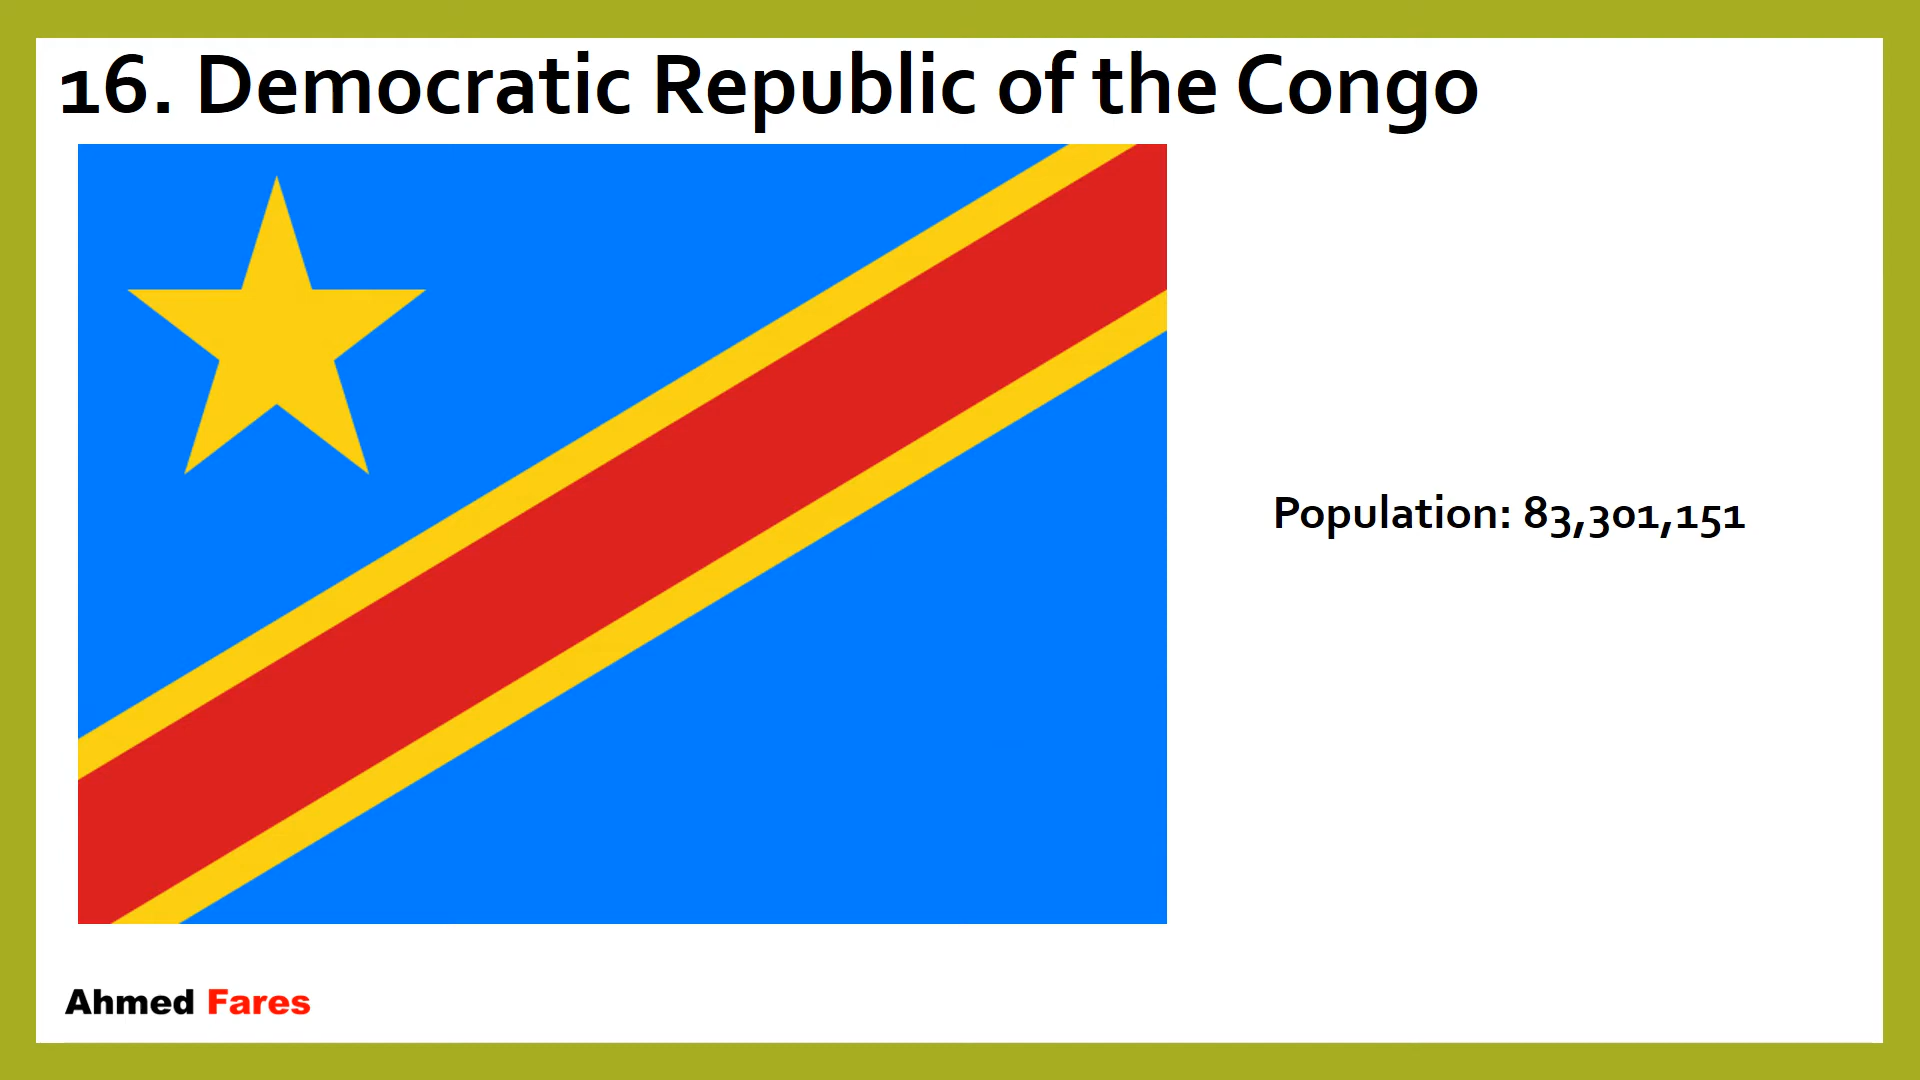 16. Democratic Republic of the Congo
Population: 83,301,151
Ahmed Fares